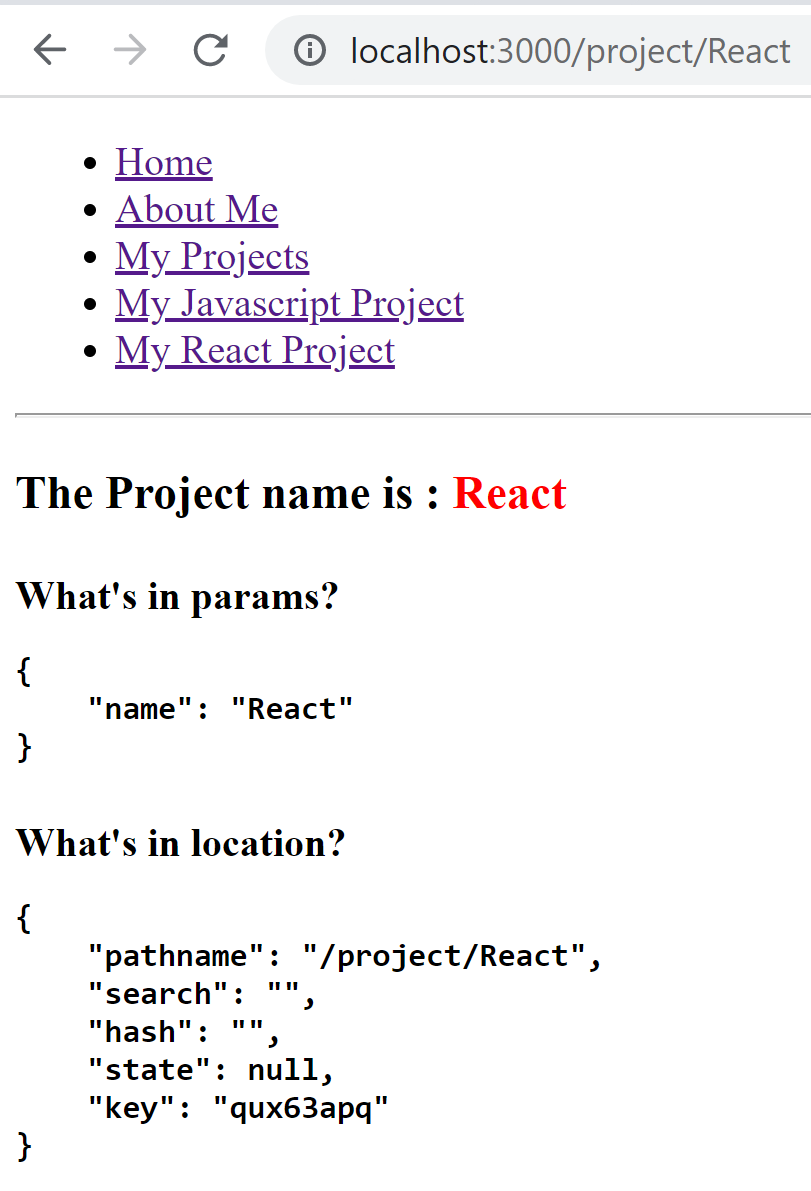 localhost:3000/project/React
Home
About Me
My Projects
My Javascript Project
My React Project
The Project name is : React
What's in params?
{
    "name": "React"
}
What's in location?
{
    "pathname": "/project/React",
    "search": "",
    "hash": "",
    "state": null,
    "key": "qux63apq"
}